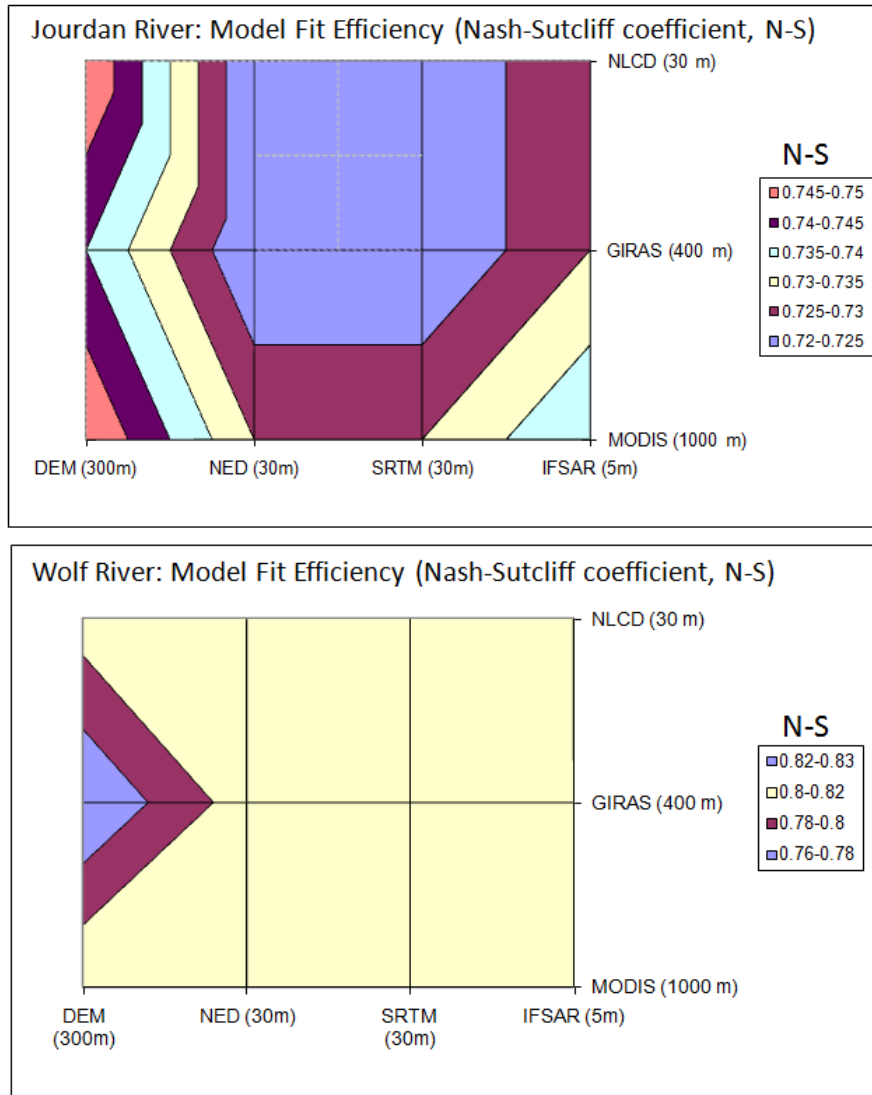 Jourdan River: Model Fit Efficiency (Nash-Sutcliff coefficient, N-S)
NLCD (30 m)
GIRAS (400 m)
MODIS (1000 m)
DEM (300m)
NED (30m)
SRTM (30m)
IFSAR (5m)
N-S
0.745-0.75
0.74-0.745
0.735-0.74
0.73-0.735
0.725-0.73
0.72-0.725
Wolf River: Model Fit Efficiency (Nash-Sutcliff coefficient, N-S)
NLCD (30 m)
GIRAS (400 m)
MODIS (1000 m)
DEM
(300m)
NED (30m)
SRTM
(30m)
IFSAR (5m)
N-S
0.82-0.83
0.8-0.82
0.78-0.8
0.76-0.78